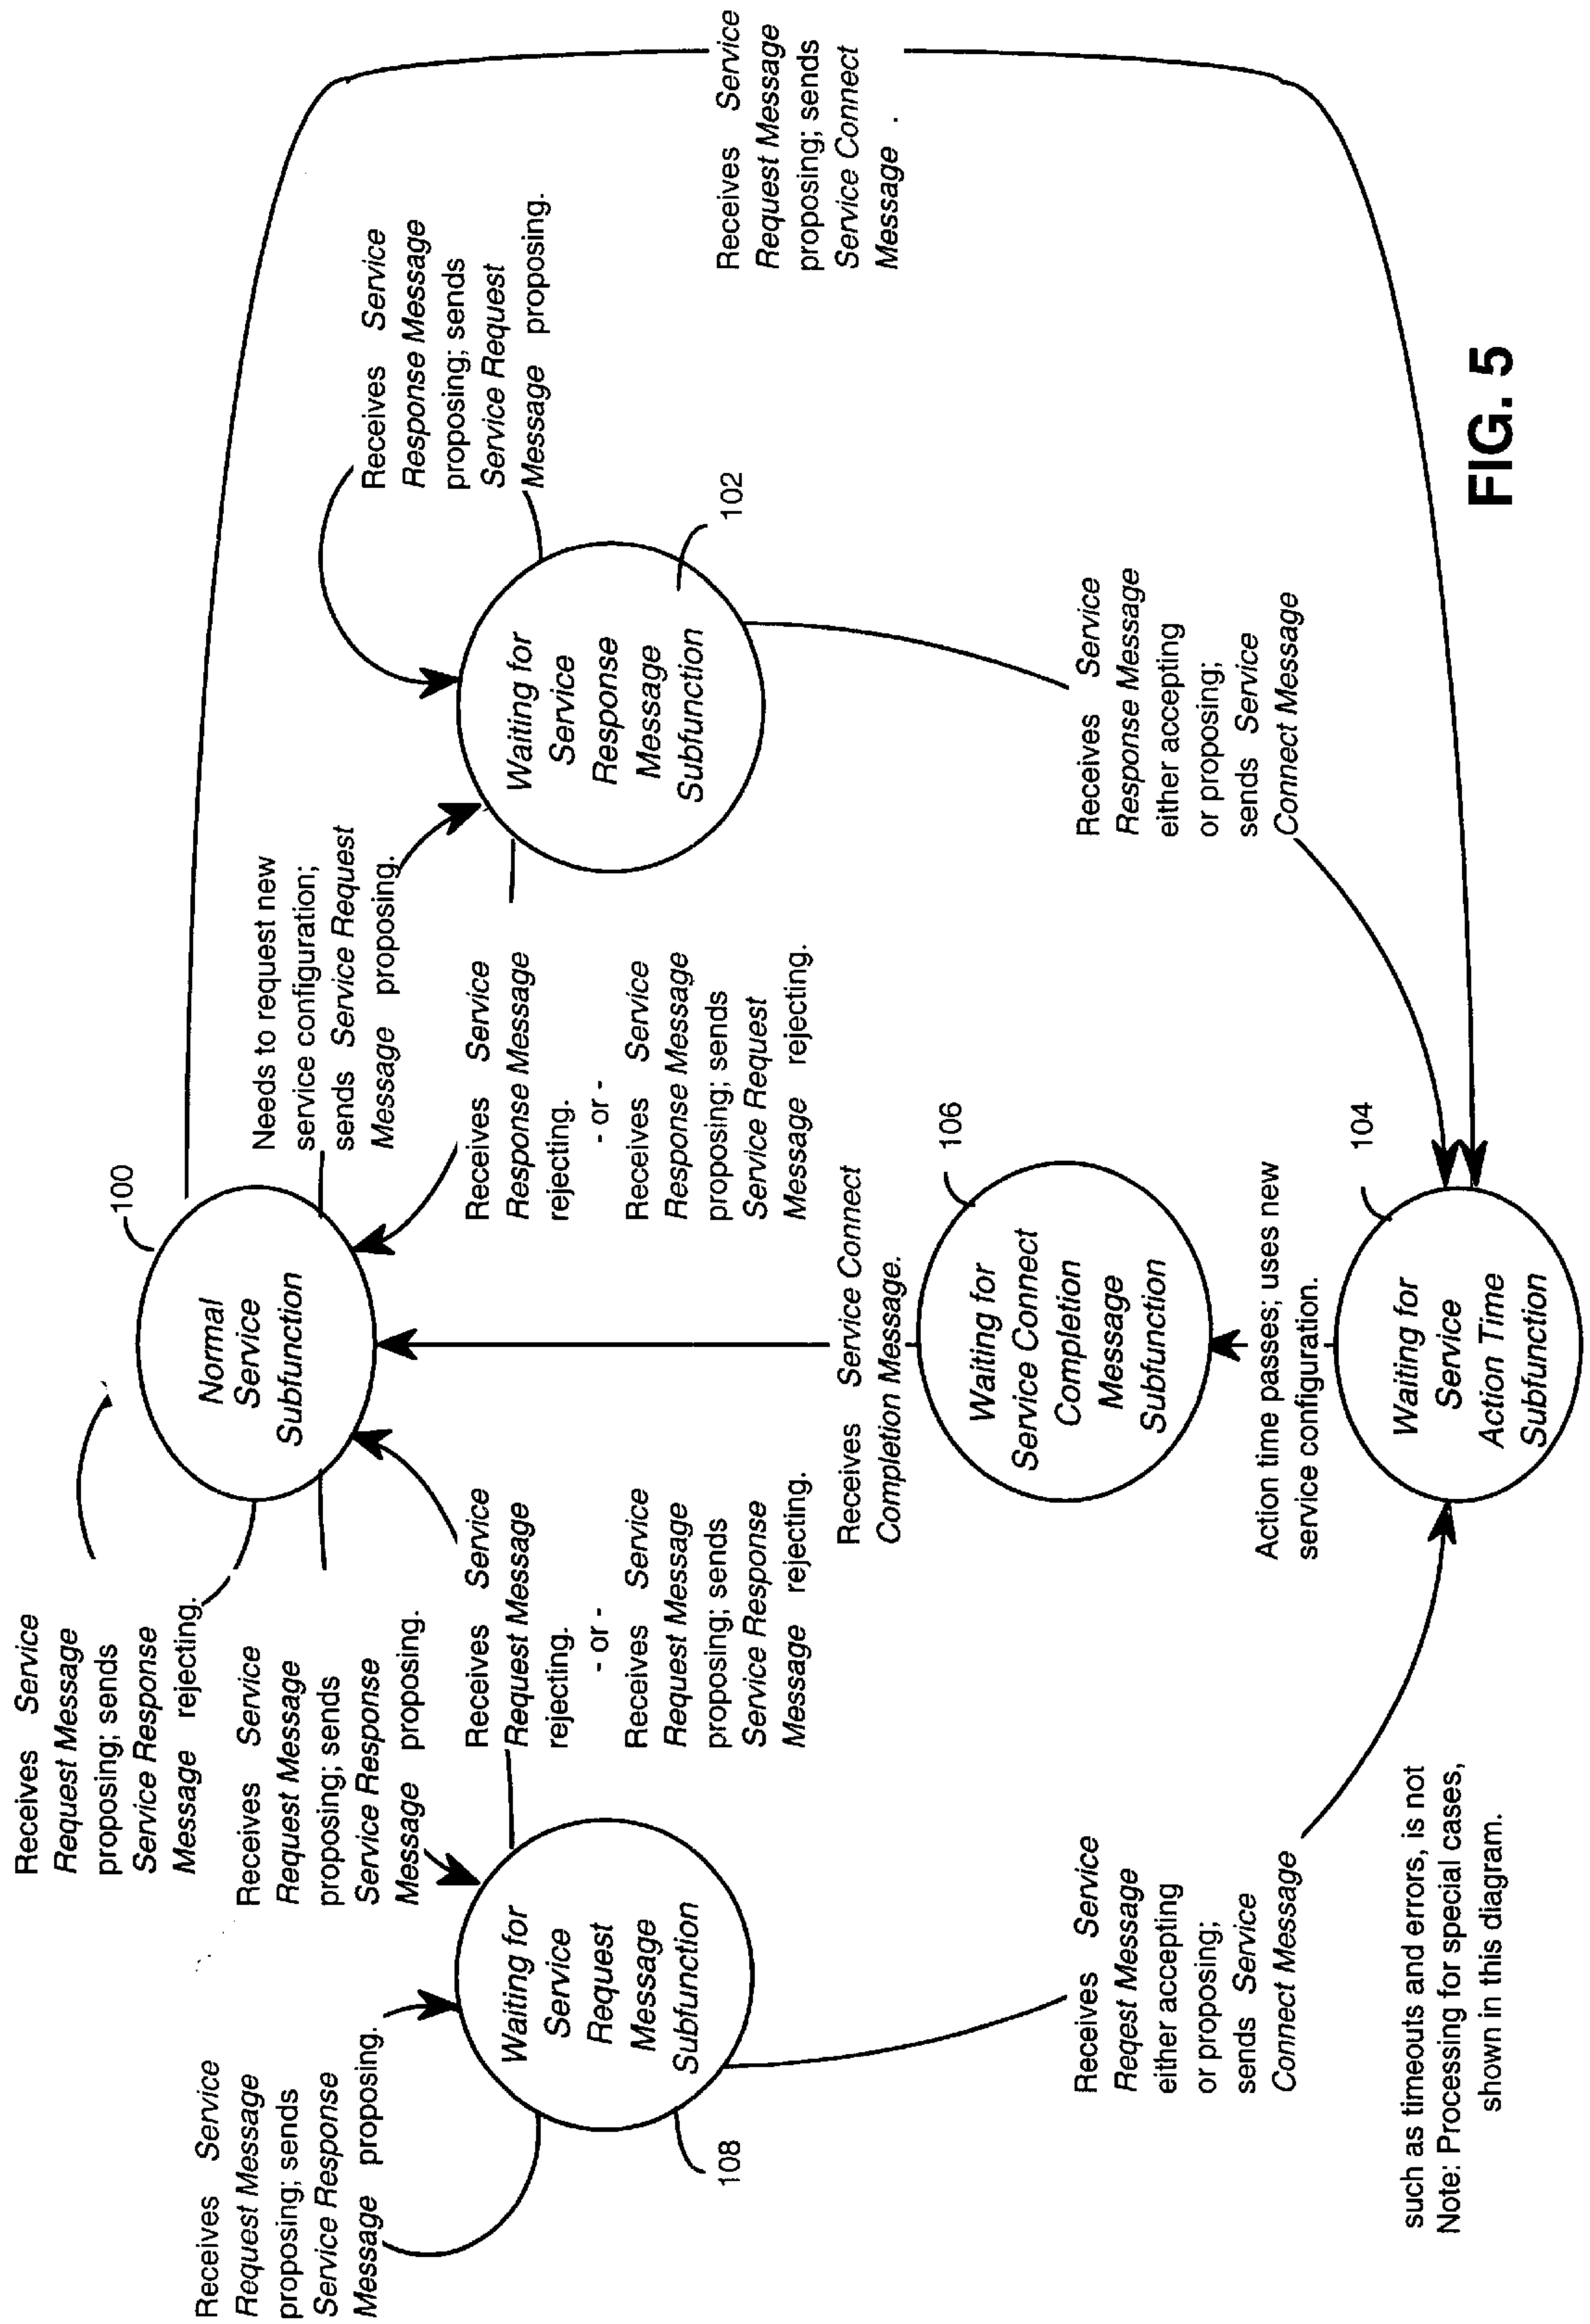 Receives Service
Request Message
proposing; sends
Service Response
Message rejecting.
100
Normal
Service
Subfunction
Receives Service
Request Message
proposing; sends
Service Response
Message proposing.
Receives Service
Request Message
proposing; sends
Service Response
Message proposing.
Needs to request new
service configuration;
sends Service Request
Message proposing.
Receives Service
Response Message
proposing; sends
Service Request
Message proposing.
Waiting for
Service
Request
Message
Subfunction
108
Receives Service
Request Message
rejecting.
- or -
Receives Service
Request Message
proposing; sends
Service Response
Message rejecting.
Receives Service
Response Message
rejecting.
- or -
Receives Service
Response Message
proposing; sends
Service Request
Message rejecting.
Waiting for
Service
Response
Message
Subfunction
102
Receives Service
Request Message
proposing; sends
Service Connect
Message .
Receives Service Connect
Completion Message.
106
Waiting for
Service Connect
Completion
Message
Subfunction
Receives Service
Reqest Message
either accepting
or proposing;
sends Service
Connect Message
Receives Service
Response Message
either accepting
or proposing;
sends Service
Connect Message
Action time passes; uses new
service configuration.
104
Waiting for
Service
Action Time
Subfunction
such as timeouts and errors, is not
Note: Processing for special cases,
shown in this diagram.
FIG. 5